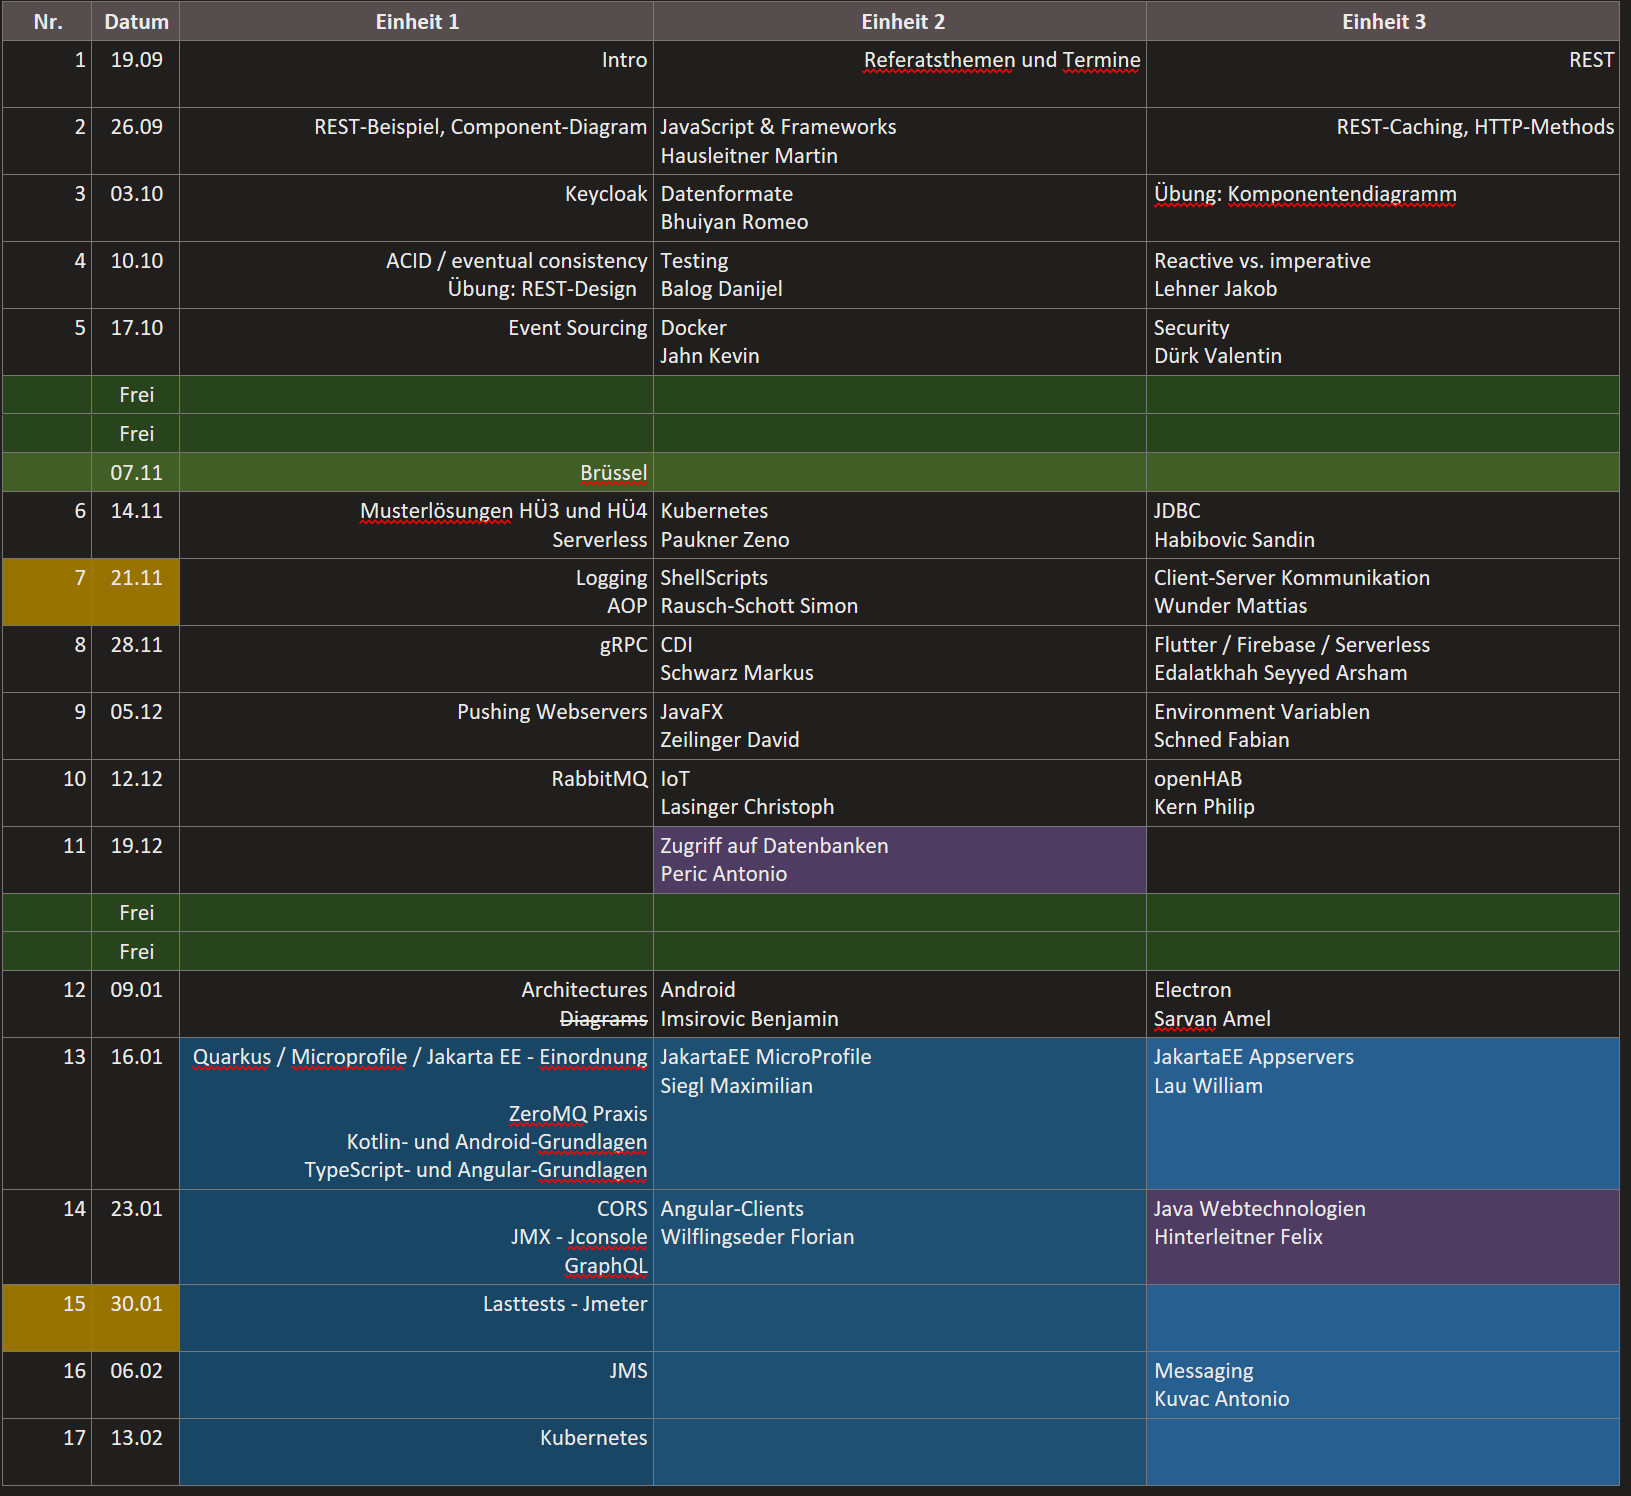 Nr. Datum Einheit 1 Einheit 2 Einheit 3
1 19.09 Intro Referatsthemen und Termine REST
2 26.09 REST-Beispiel, Component-Diagram JavaScript & Frameworks REST-Caching, HTTP-Methods
Hausleitner Martin
3 03.10 Keycloak Datenformate Übung: Komponentendiagramm
Bhuiyan Romeo
4 10.10 ACID / eventual consistency Testing Reactive vs. imperative
Übung: REST-Design Balog Danijel Lehner Jakob
5 17.10 Event Sourcing Docker Security
Jahn Kevin Dürk Valentin
Frei
Frei
07.11 Brüssel
6 14.11 Musterlösungen HÜ3 und HÜ4 Kubernetes JDBC
Serverless Paukner Zeno Habibovic Sandin
7 21.11 Logging ShellScripts Client-Server Kommunikation
AOP Rausch-Schott Simon Wunder Mattias
8 28.11 gRPC CDI Flutter / Firebase / Serverless
Schwarz Markus Edalatkhah Seyyed Arsham
9 05.12 Pushing Webservers JavaFX Environment Variablen
Zeilinger David Schned Fabian
10 12.12 RabbitMQ IoT openHAB
Lasinger Christoph Kern Philip
11 19.12 Zugriff auf Datenbanken
Peric Antonio
Frei
Frei
12 09.01 Architectures Android Electron
Diagrams Imsirovic Benjamin Sarvan Amel
13 16.01 Quarkus / Microprofile / Jakarta EE - Einordnung JakartaEE MicroProfile JakartaEE Appservers
Siegl Maximilian Lau William
ZeroMQ Praxis
Kotlin- und Android-Grundlagen
TypeScript- und Angular-Grundlagen
14 23.01 CORS Angular-Clients Java Webtechnologien
JMX - Jconsole Wilflingseder Florian Hinterleitner Felix
GraphQL
15 30.01 Lasttests - Jmeter
16 06.02 JMS Messaging
Kuvac Antonio
17 13.02 Kubernetes